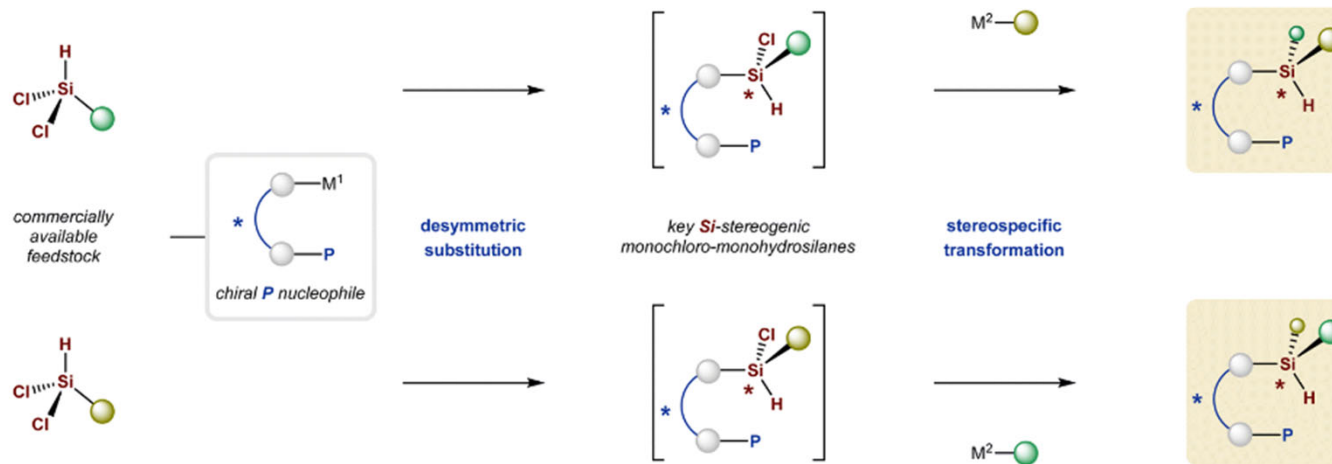 H
Cl
Si
Cl
Cl
Si
*
H
*
P
M²
Si
*
H
*
P
commercially
available
feedstock
M¹
*
P
chiral P nucleophile
desymmetric
substitution
key Si-stereogenic
monochloro-monohydrosilanes
stereospecific
transformation
H
Cl
Si
Cl
Cl
Si
*
H
*
P
M²
Si
*
H
*
P